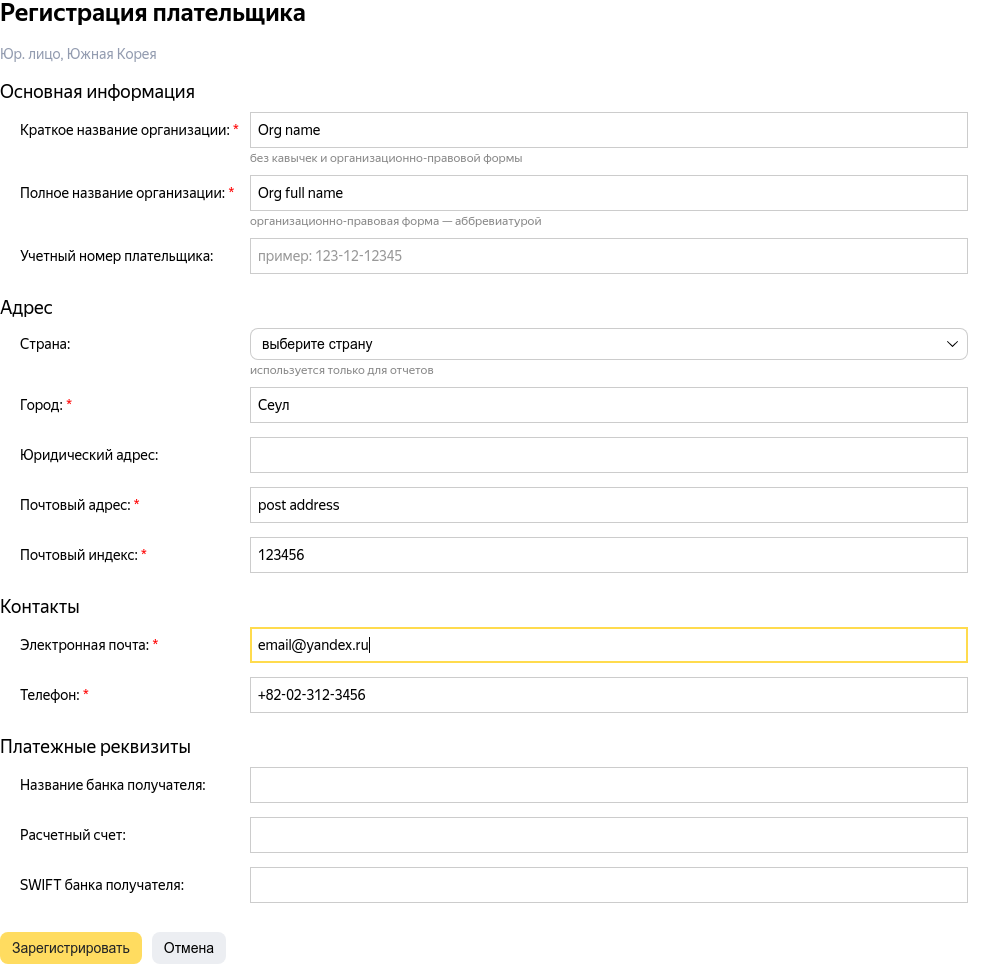 Регистрация плательщика
Юр. лицо, Южная Корея
Основная информация
Краткое название организации: * Org name
без кавычек и организационно-правовой формы
Полное название организации: * Org full name
организационно-правовая форма — аббревиатурой
Учетный номер плательщика: пример: 123-12-12345
Адрес
Страна: выберите страну
используется только для отчетов
Город: * Сеул
Юридический адрес:
Почтовый адрес: * post address
Почтовый индекс: * 123456
Контакты
Электронная почта: * email@yandex.ru
Телефон: * +82-02-312-3456
Платежные реквизиты
Название банка получателя:
Расчетный счет:
SWIFT банка получателя:
Зарегистрировать Отмена